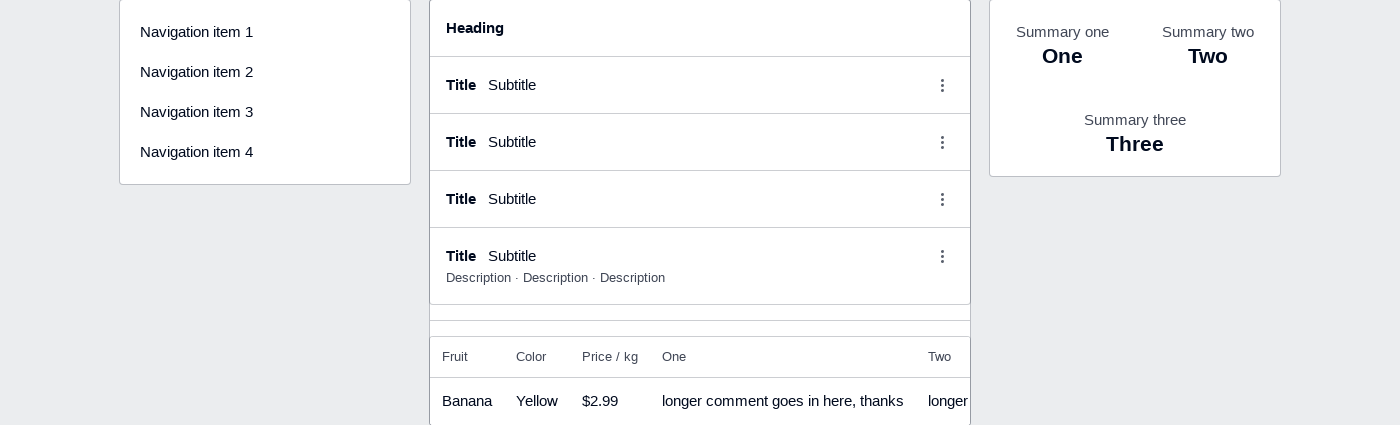 Navigation item 1
Navigation item 2
Navigation item 3
Navigation item 4
Heading
Title Subtitle
Title Subtitle
Title Subtitle
Title Subtitle
Description · Description · Description
Fruit Color Price / kg One Two
Banana Yellow $2.99 longer comment goes in here, thanks longer
Summary one Summary two
One Two
Summary three
Three